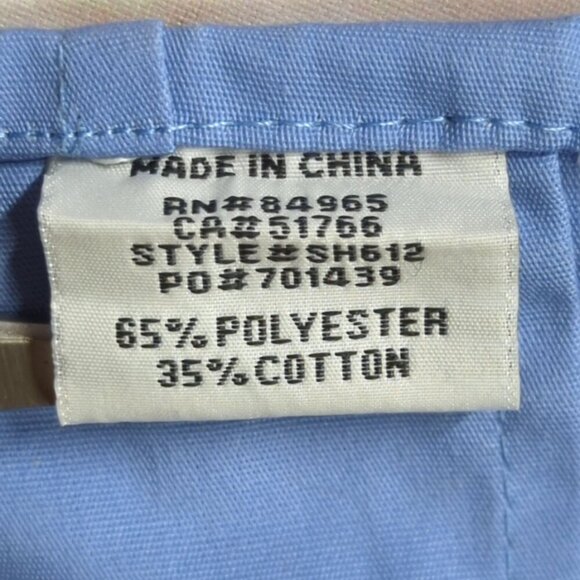 MADE IN CHINA
RN#84965
CA#51766
STYLE#SH612
PO#701439
65% POLYESTER
35% COTTON